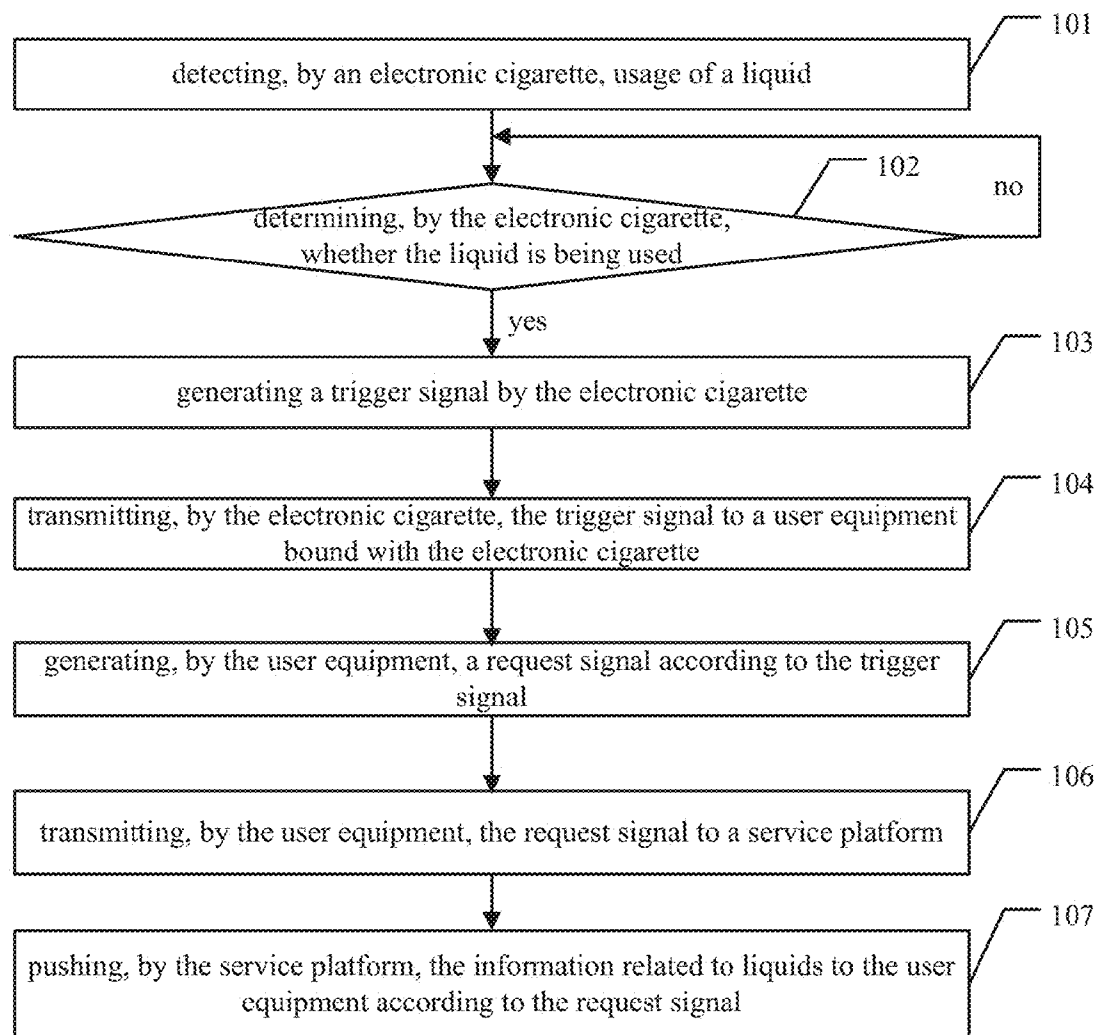 101
detecting, by an electronic cigarette, usage of a liquid
102
no
determining, by the electronic cigarette,
whether the liquid is being used
yes
103
generating a trigger signal by the electronic cigarette
104
transmitting, by the electronic cigarette, the trigger signal to a user equipment
bound with the electronic cigarette
105
generating, by the user equipment, a request signal according to the trigger
signal
106
transmitting, by the user equipment, the request signal to a service platform
107
pushing, by the service platform, the information related to liquids to the user
equipment according to the request signal